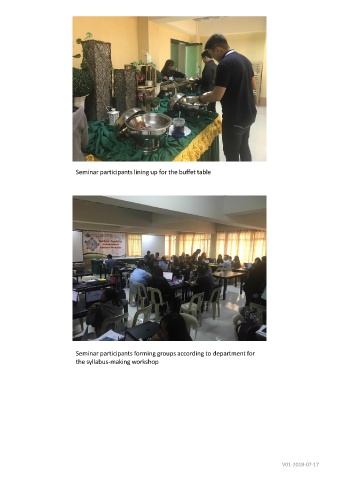 Seminar participants lining up for the buffet table
Seminar participants forming groups according to department for
the syllabus-making workshop
V01-2018-07-17